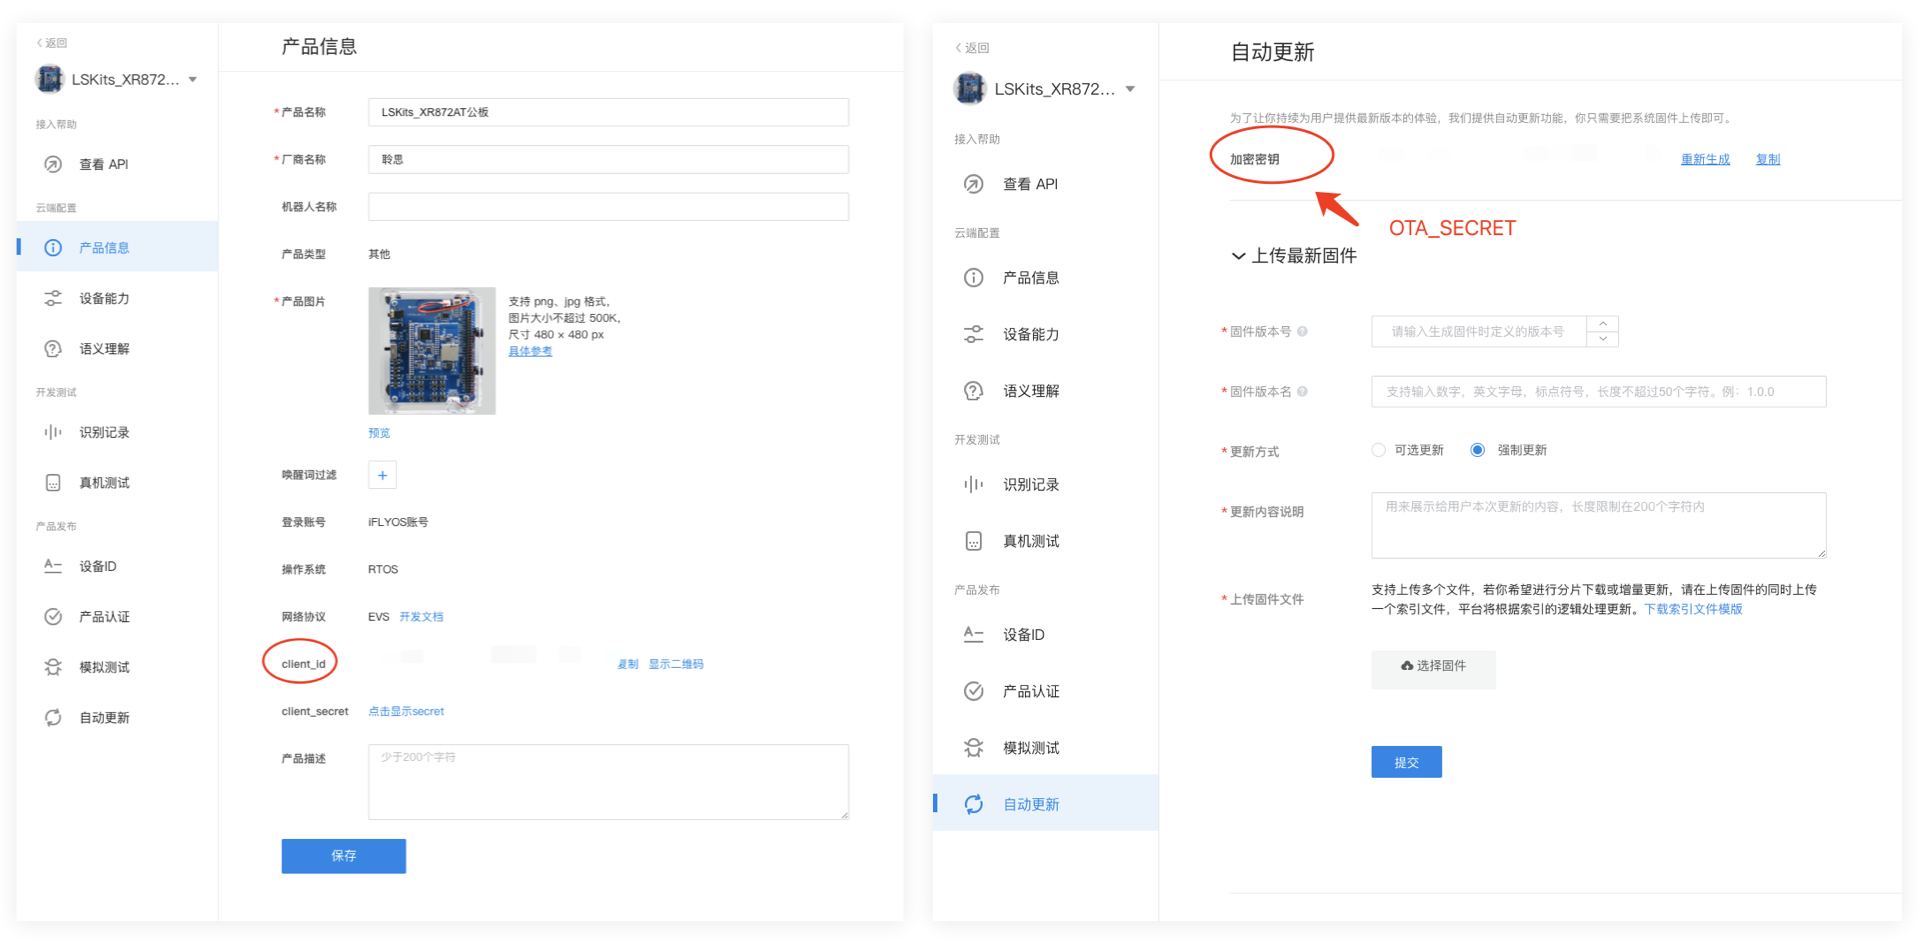 返回
LSKits_XR872...
接入帮助
查看 API
云端配置
产品信息
设备能力
语义理解
开发测试
识别记录
真机测试
产品发布
设备ID
产品认证
模拟测试
自动更新
产品信息
*产品名称
LSKits_XR872AT公板
*厂商名称
聆思
机器人名称
产品类型
其他
*产品图片
支持 png、jpg 格式，
图片大小不超过 500K，
尺寸 480 × 480 px
具体参考
预览
唤醒词过滤
+
登录账号
iFLYOS账号
操作系统
RTOS
网络协议
EVS 开发文档
client_id
复制 显示二维码
client_secret
点击显示secret
产品描述
少于200个字符
保存
返回
LSKits_XR872...
接入帮助
查看 API
云端配置
产品信息
设备能力
语义理解
开发测试
识别记录
真机测试
产品发布
设备ID
产品认证
模拟测试
自动更新
自动更新
为了让你持续为用户提供最新版本的体验，我们提供自动更新功能，你只需要把系统固件上传即可。
加密密钥
重新生成 复制
OTA_SECRET
上传最新固件
*固件版本号
请输入生成固件时定义的版本号
*固件版本名
支持输入数字，英文字母，标点符号，长度不超过50个字符。例：1.0.0
*更新方式
可选更新 强制更新
*更新内容说明
用来展示给用户本次更新的内容，长度限制在200个字符内
*上传固件文件
支持上传多个文件，若你希望进行分片下载或增量更新，请在上传固件的同时上传
一个索引文件，平台将根据索引的逻辑处理更新。下载索引文件模版
选择固件
提交